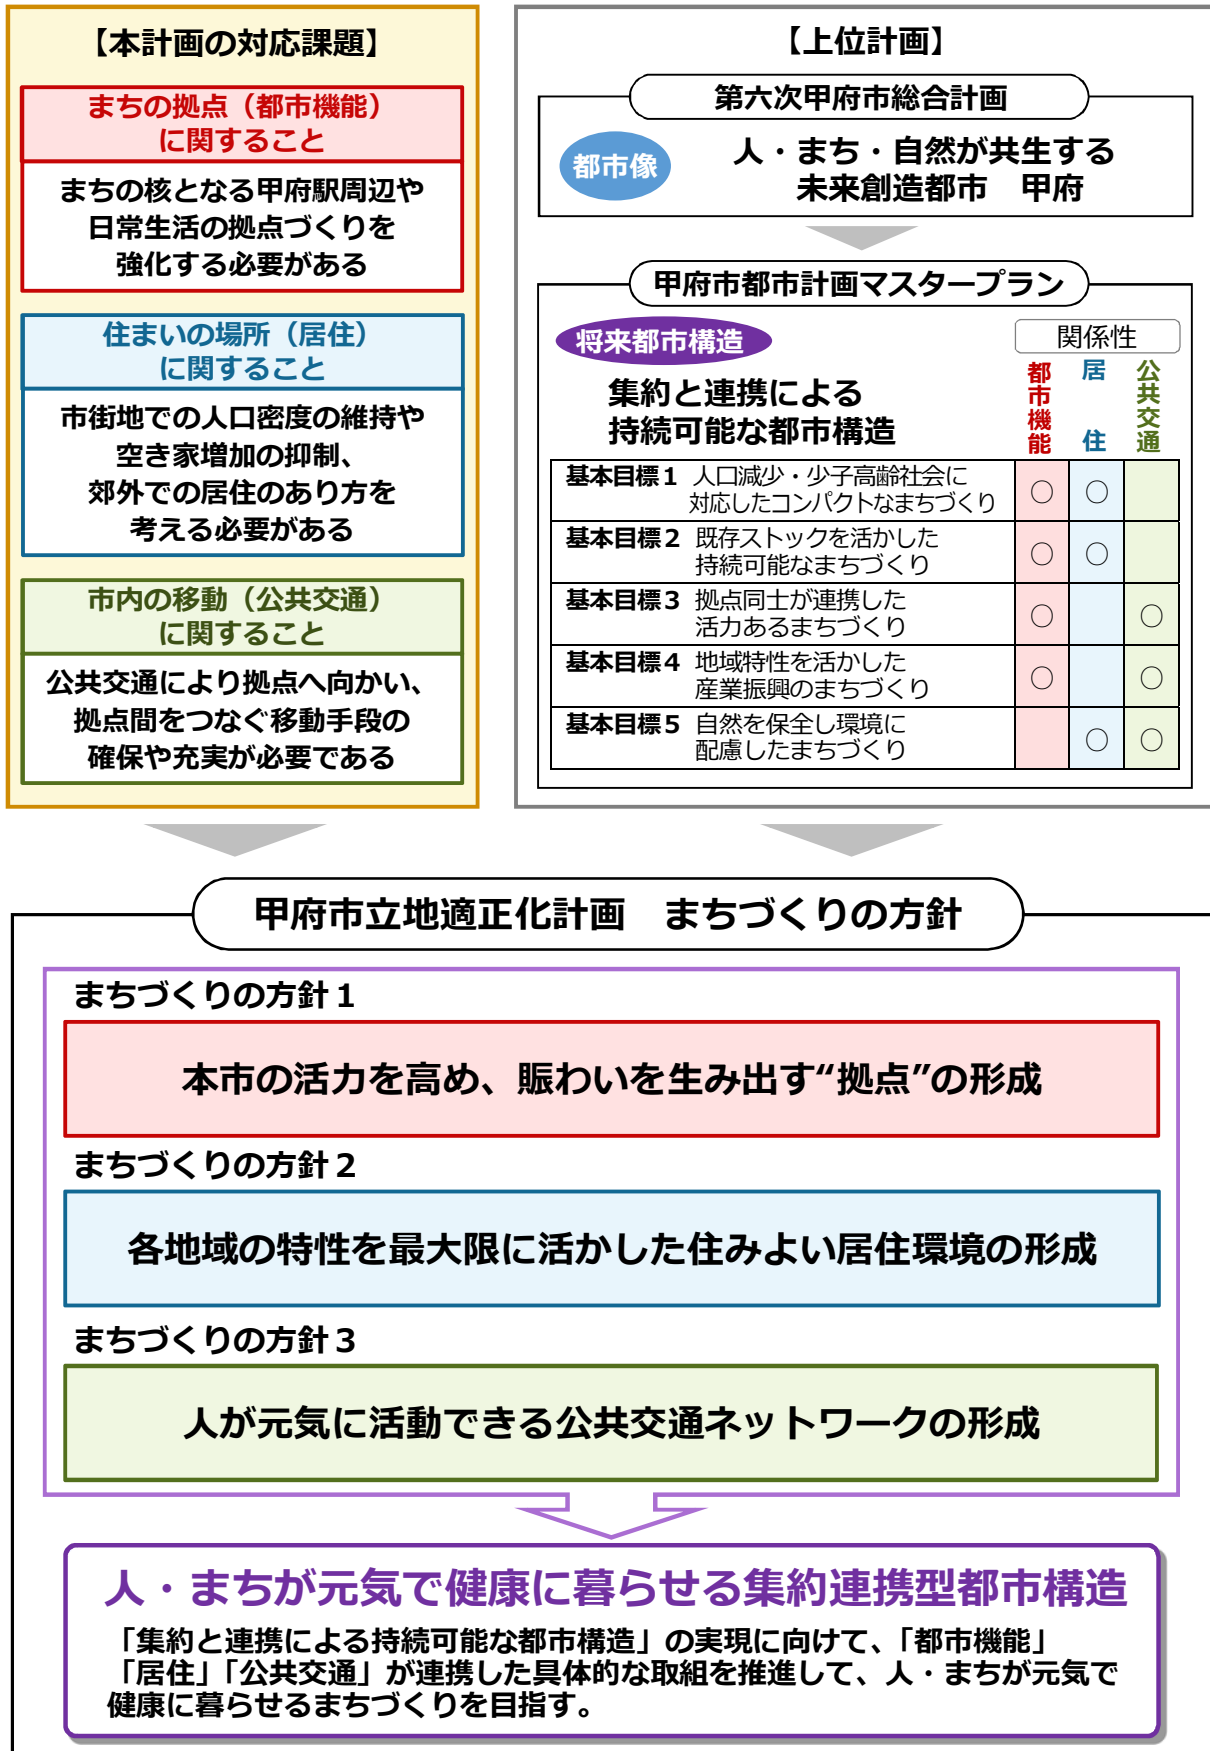 【本計画の対応課題】
まちの拠点（都市機能）
に関すること
まちの核となる甲府駅周辺や
日常生活の拠点づくりを
強化する必要がある
住まいの場所（居住）
に関すること
市街地での人口密度の維持や
空き家増加の抑制、
郊外での居住のあり方を
考える必要がある
市内の移動（公共交通）
に関すること
公共交通により拠点へ向かい、
拠点間をつなぐ移動手段の
確保や充実が必要である
【上位計画】
第六次甲府市総合計画
都市像
人・まち・自然が共生する
未来創造都市　甲府
甲府市都市計画マスタープラン
将来都市構造
集約と連携による
持続可能な都市構造
関係性
都市機能
居住
公共交通
基本目標１ 人口減少・少子高齢社会に
対応したコンパクトなまちづくり
○ ○
基本目標２ 既存ストックを活かした
持続可能なまちづくり
○ ○
基本目標３ 拠点同士が連携した
活力あるまちづくり
○ ○
基本目標４ 地域特性を活かした
産業振興のまちづくり
○ ○
基本目標５ 自然を保全し環境に
配慮したまちづくり
○ ○
甲府市立地適正化計画　まちづくりの方針
まちづくりの方針１
本市の活力を高め、賑わいを生み出す“拠点”の形成
まちづくりの方針２
各地域の特性を最大限に活かした住みよい居住環境の形成
まちづくりの方針３
人が元気に活動できる公共交通ネットワークの形成
人・まちが元気で健康に暮らせる集約連携型都市構造
「集約と連携による持続可能な都市構造」の実現に向けて、「都市機能」
「居住」「公共交通」が連携した具体的な取組を推進して、人・まちが元気で
健康に暮らせるまちづくりを目指す。